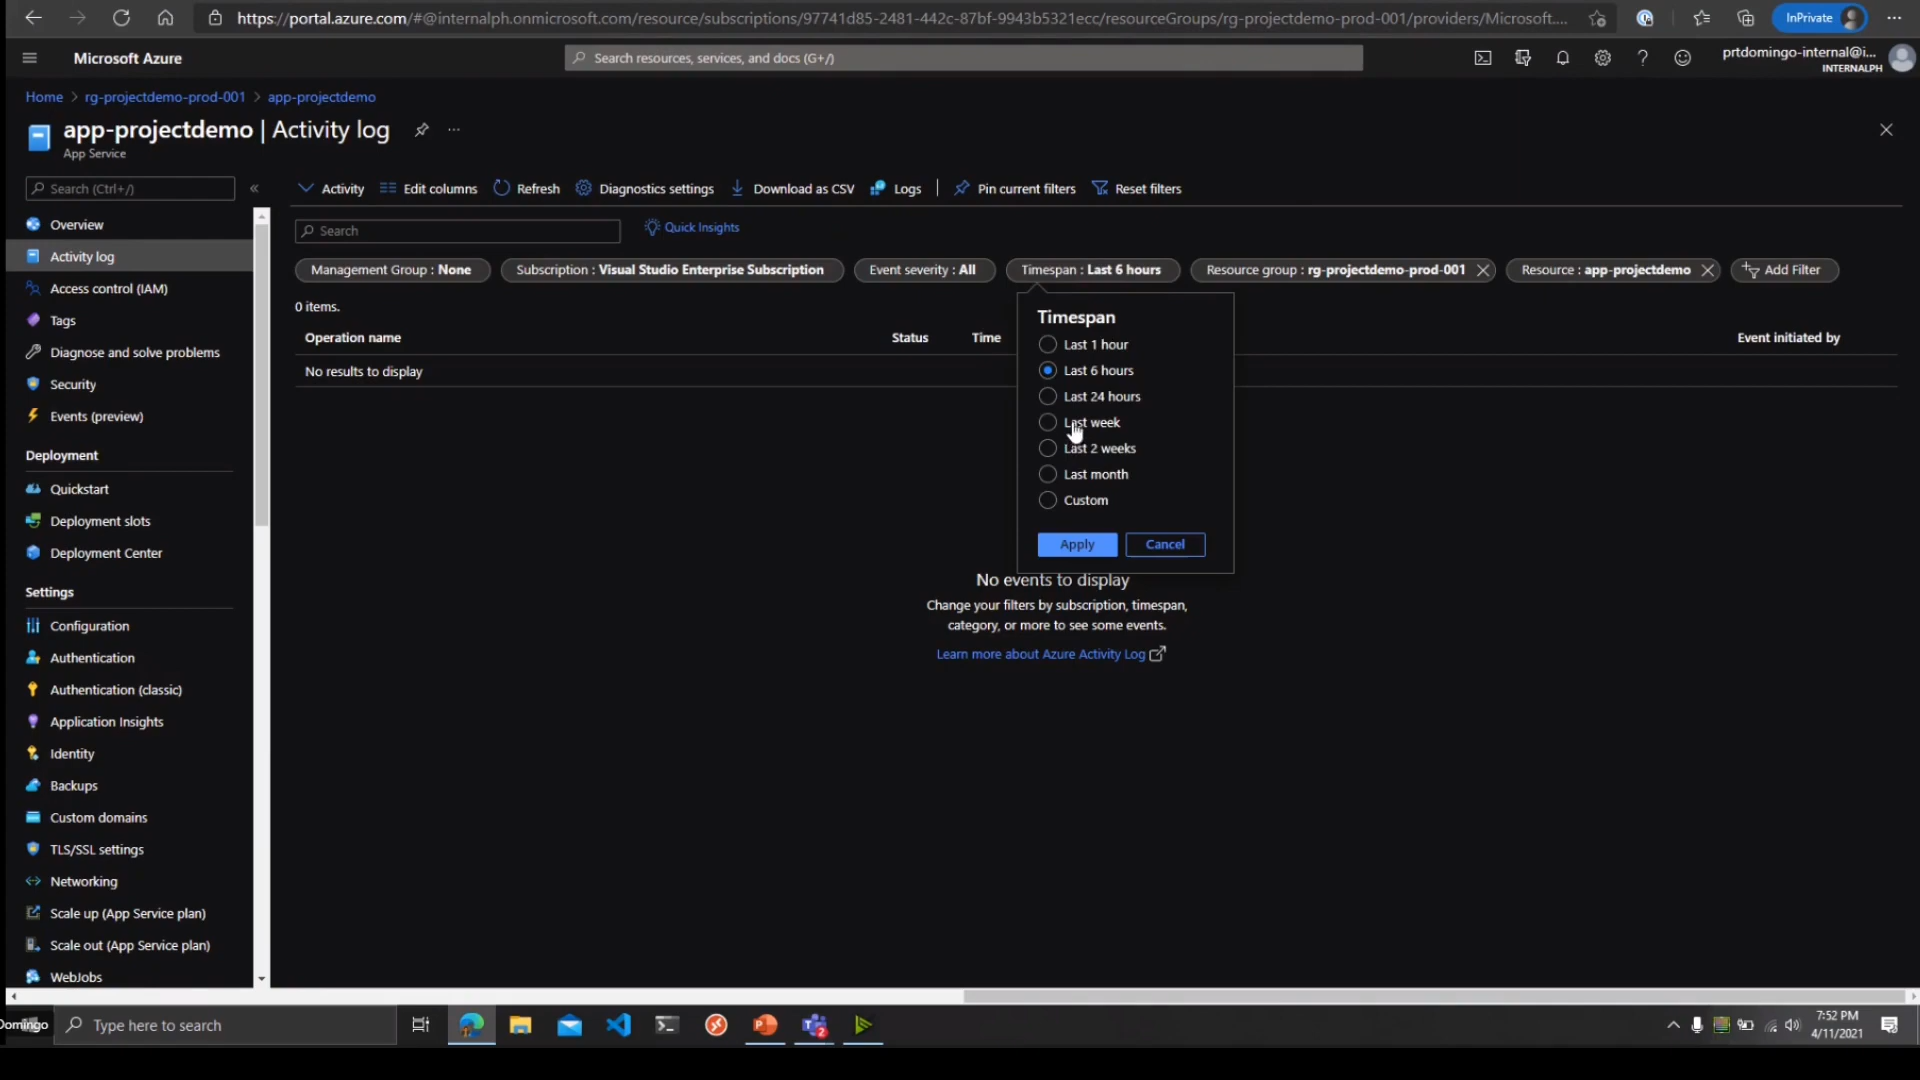 https://portal.azure.com/#@internalph.onmicrosoft.com/resource/subscriptions/97741d85-2481-442c-87bf-9943b5321ecc/resourceGroups/rg-projectdemo-prod-001/providers/Microsoft....
InPrivate
Microsoft Azure
Search resources, services, and docs (G+/)
prtdomingo-internal@i...
INTERNALPH
Home > rg-projectdemo-prod-001 > app-projectdemo
app-projectdemo | Activity log
App Service
Search (Ctrl+/)
Activity
Edit columns
Refresh
Diagnostics settings
Download as CSV
Logs
Pin current filters
Reset filters
Overview
Activity log
Access control (IAM)
Tags
Diagnose and solve problems
Security
Events (preview)
Deployment
Quickstart
Deployment slots
Deployment Center
Settings
Configuration
Authentication
Authentication (classic)
Application Insights
Identity
Backups
Custom domains
TLS/SSL settings
Networking
Scale up (App Service plan)
Scale out (App Service plan)
WebJobs
Search
Quick Insights
Management Group : None
Subscription : Visual Studio Enterprise Subscription
Event severity : All
Timespan : Last 6 hours
Resource group : rg-projectdemo-prod-001
Resource : app-projectdemo
Add Filter
0 items.
Operation name
Status
Time
Event initiated by
No results to display
Timespan
Last 1 hour
Last 6 hours
Last 24 hours
Last week
Last 2 weeks
Last month
Custom
Apply
Cancel
No events to display
Change your filters by subscription, timespan,
category, or more to see some events.
Learn more about Azure Activity Log
Domingo
Type here to search
2
7:52 PM
4/11/2021